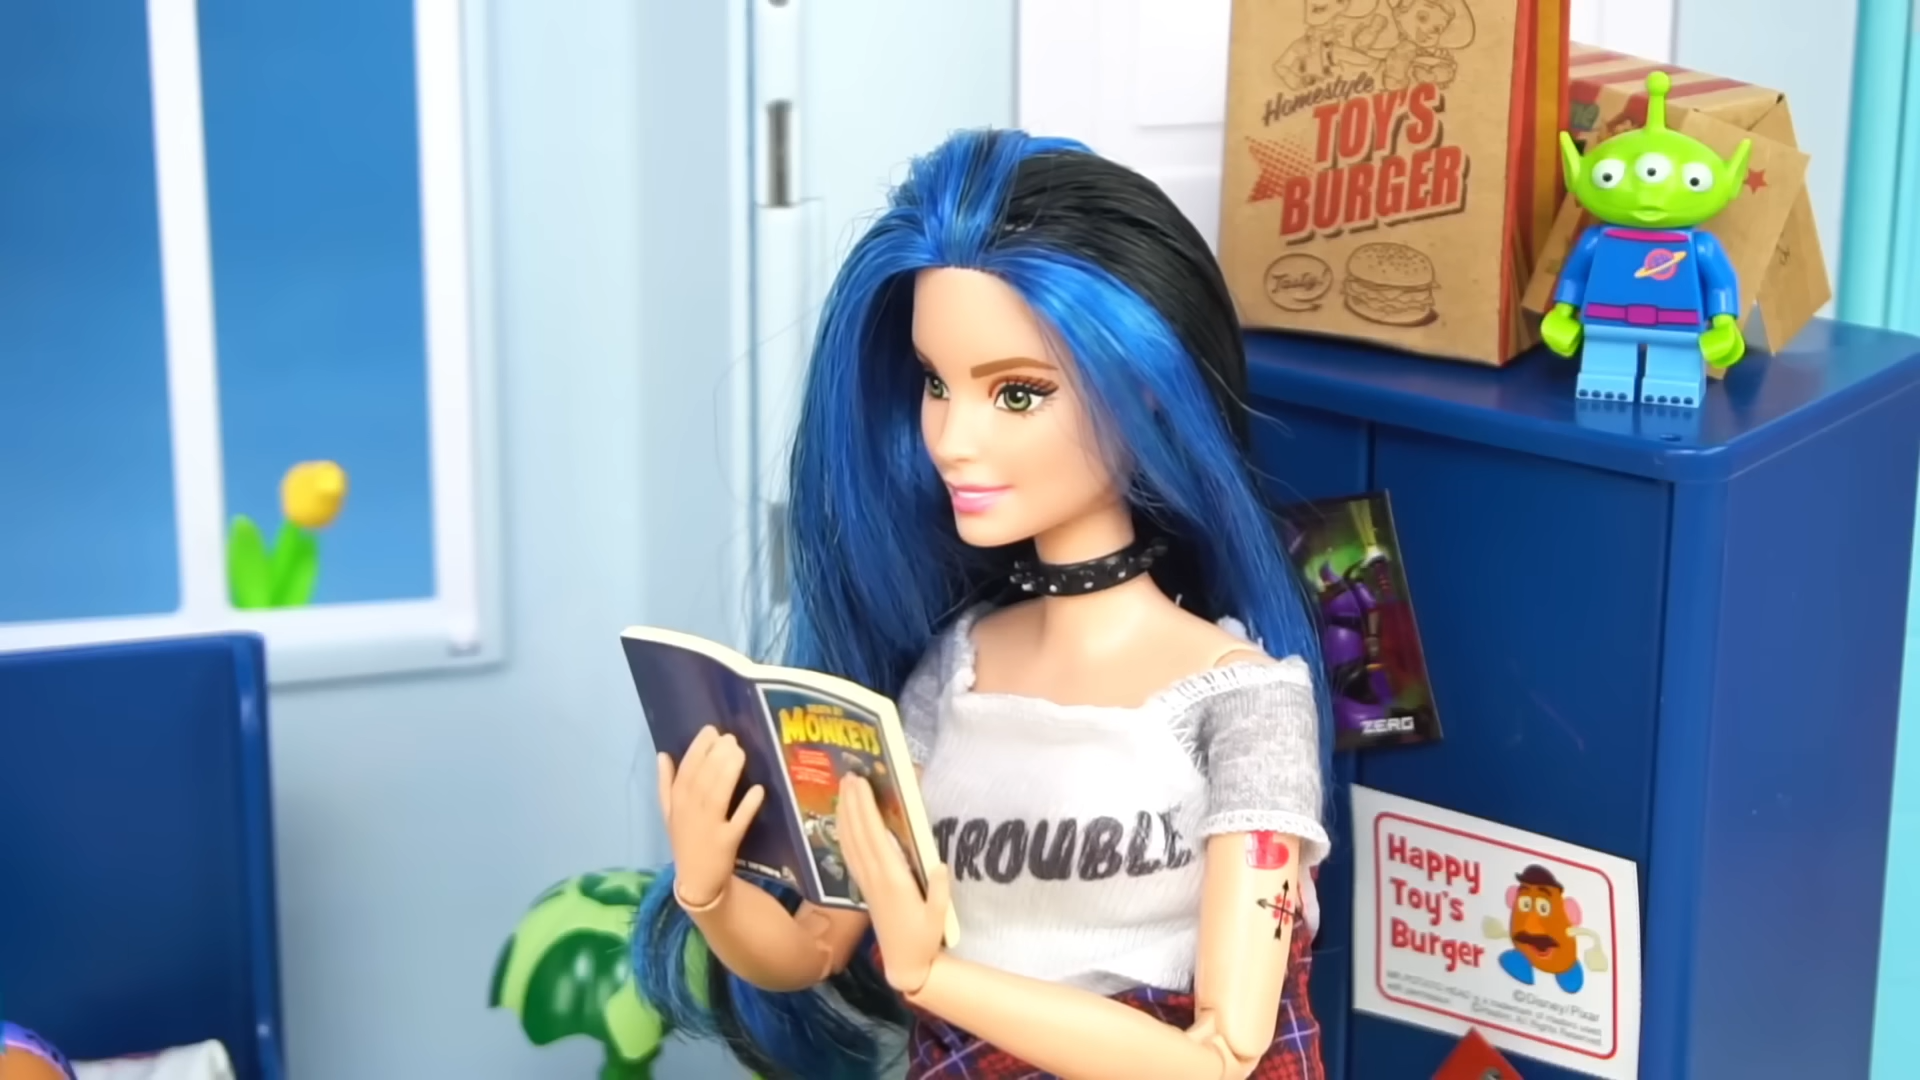 Homestyle
TOY'S
BURGER
Tasty!
ZERG
MONKEYS
TROUBLE
Happy
Toy's
Burger
©Disney/Pixar